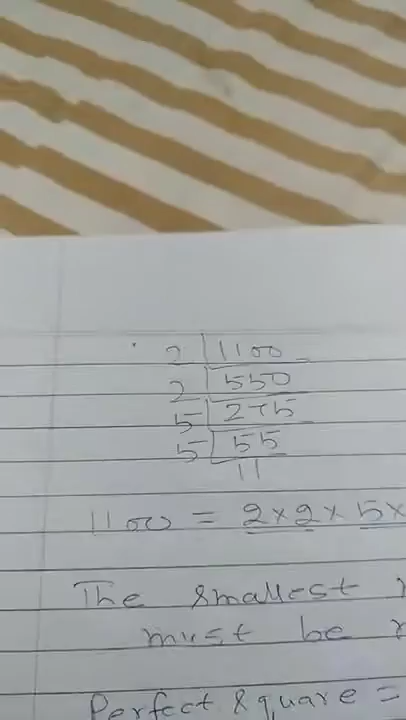 2 | 1100
2 | 550
5 | 275
5 | 55
11
1100 = 2 × 2 × 5 ×
The smallest
must be
Perfect square =